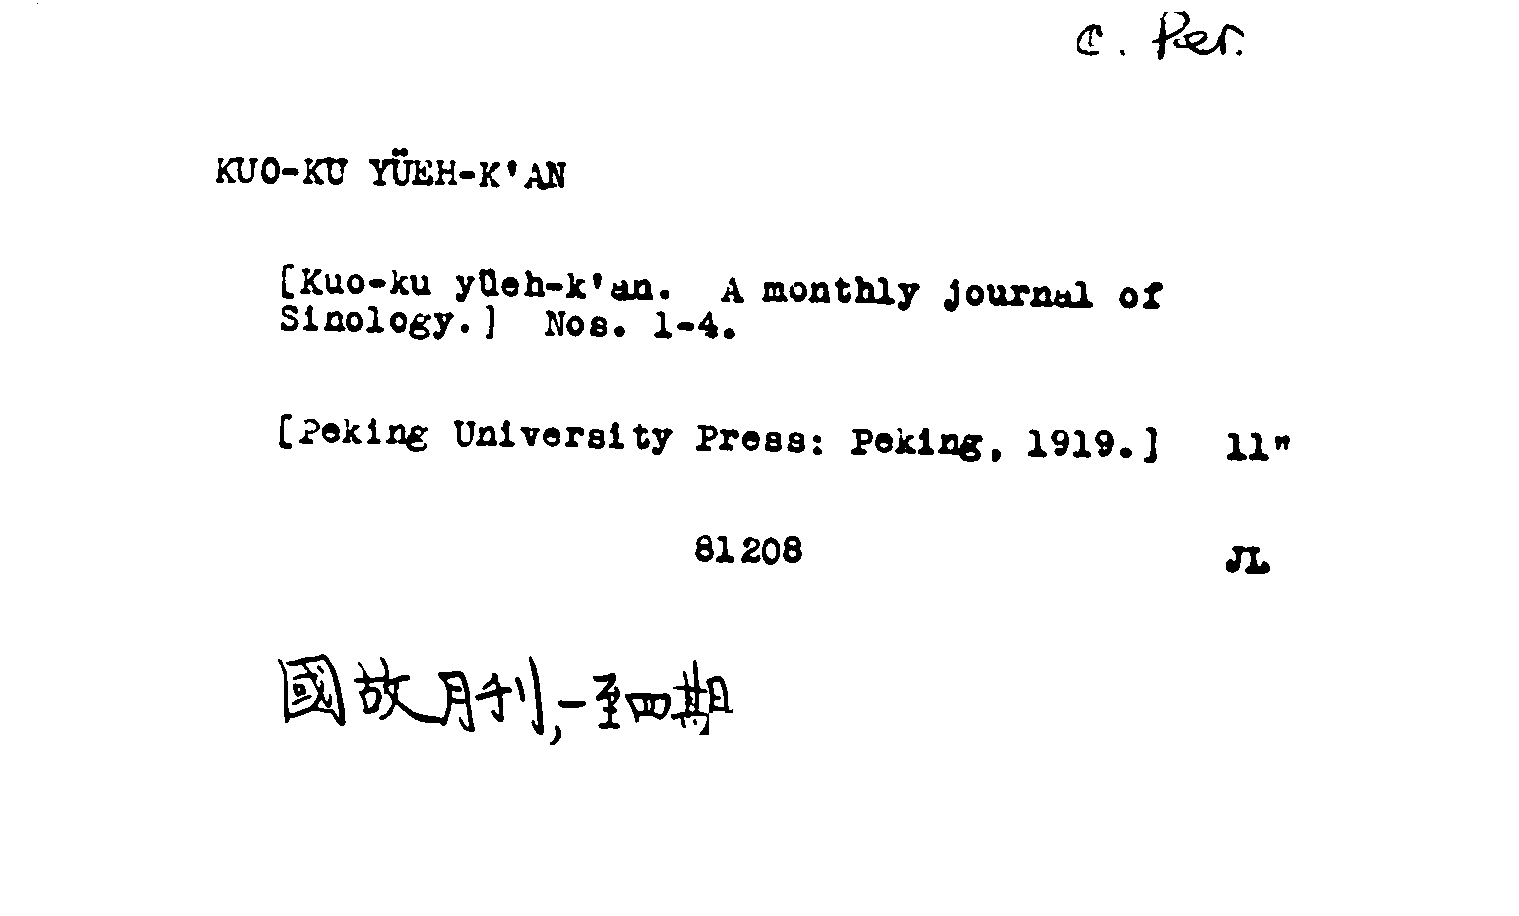 C. Per.
KUO-KU YÜEH-K'AN
[Kuo-ku yüeh-k'an. A monthly journal of
Sinology.] Nos. 1-4.
[Peking University Press: Peking, 1919.] 11"
81208 JL
國故月刊,一至四期